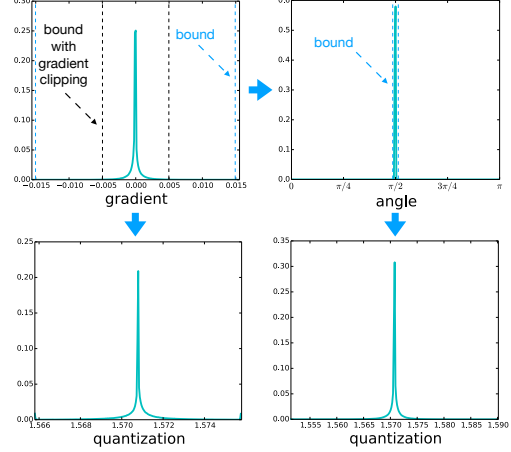 0.30
0.25
0.20
0.15
0.10
0.05
0.00
bound
with
gradient
clipping
bound
−0.015 −0.010 −0.005 0.000 0.005 0.010 0.015
gradient
0.6
0.5
0.4
0.3
0.2
0.1
0.0
bound
0 π/4 π/2 3π/4 π
angle
0.25
0.20
0.15
0.10
0.05
0.00
1.566 1.568 1.570 1.572 1.574
quantization
0.35
0.30
0.25
0.20
0.15
0.10
0.05
0.00
1.555 1.560 1.565 1.570 1.575 1.580 1.585 1.590
quantization